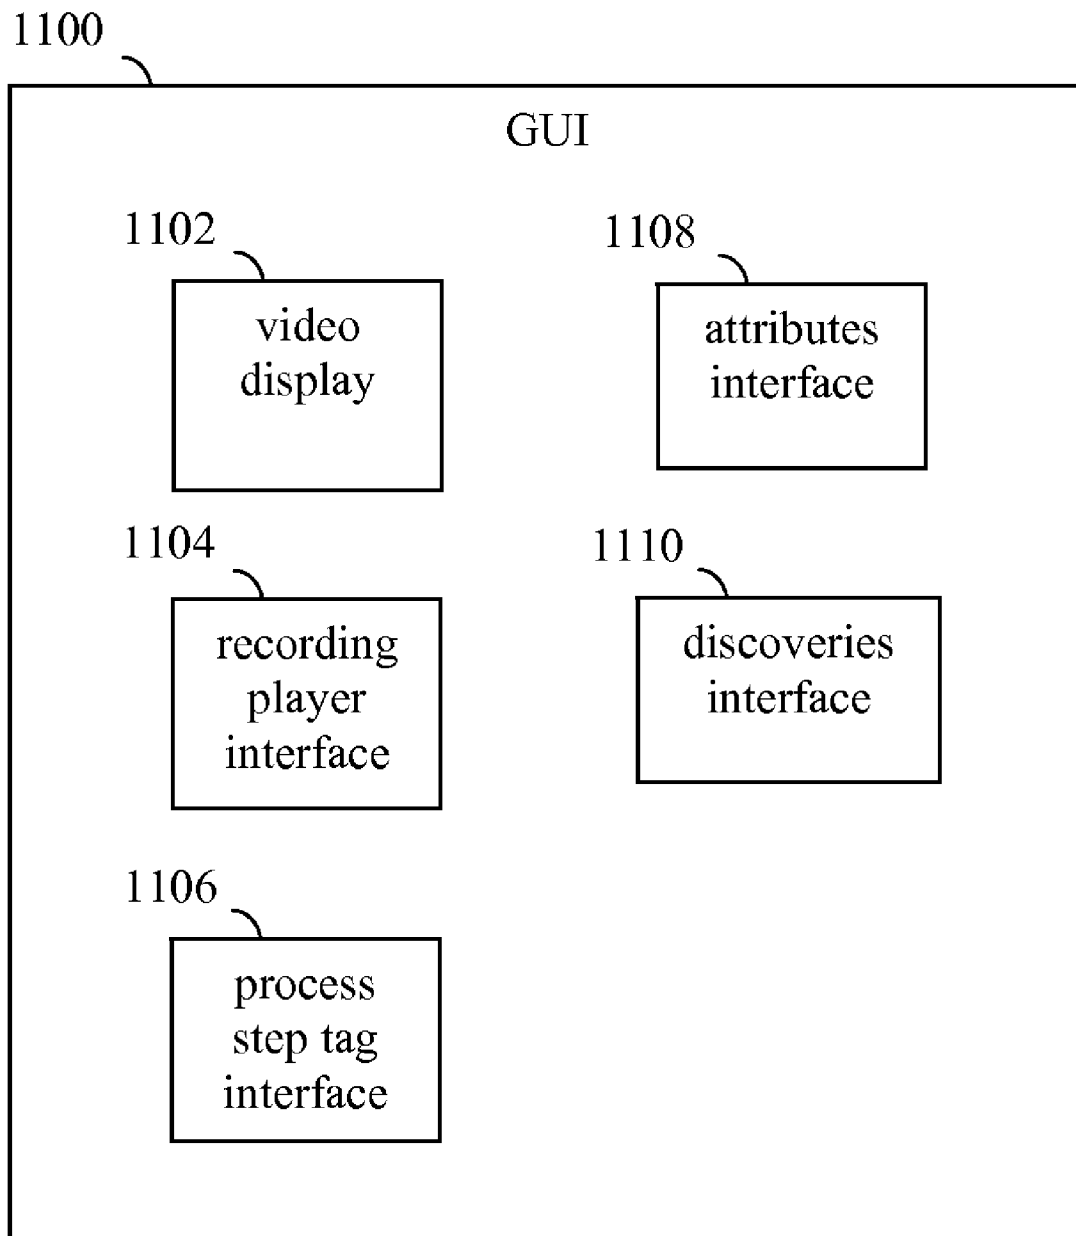 1100
GUI
1102
video
display
1108
attributes
interface
1104
recording
player
interface
1110
discoveries
interface
1106
process
step tag
interface